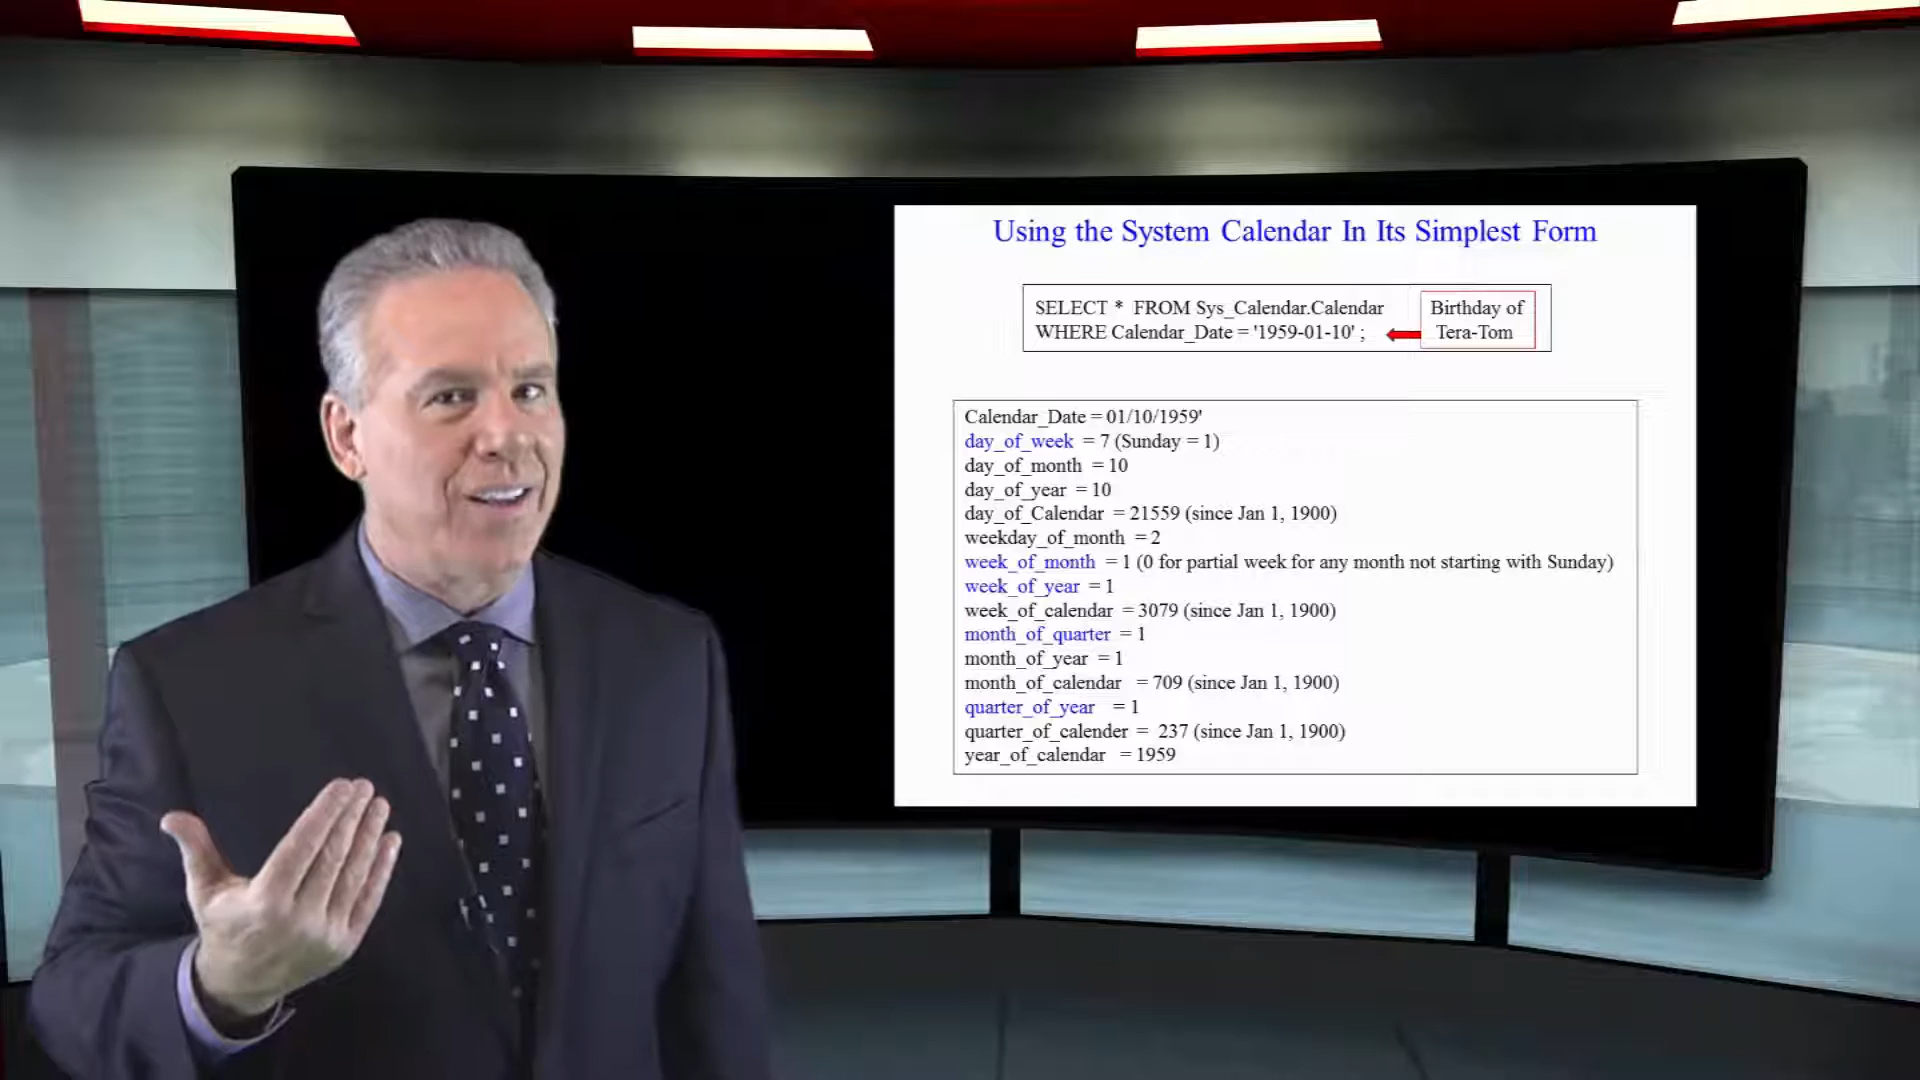 Using the System Calendar In Its Simplest Form
SELECT * FROM Sys_Calendar.Calendar
WHERE Calendar_Date = '1959-01-10' ;
Birthday of
Tera-Tom
Calendar_Date = 01/10/1959'
day_of_week = 7 (Sunday = 1)
day_of_month = 10
day_of_year = 10
day_of_Calendar = 21559 (since Jan 1, 1900)
weekday_of_month = 2
week_of_month = 1 (0 for partial week for any month not starting with Sunday)
week_of_year = 1
week_of_calendar = 3079 (since Jan 1, 1900)
month_of_quarter = 1
month_of_year = 1
month_of_calendar = 709 (since Jan 1, 1900)
quarter_of_year = 1
quarter_of_calender = 237 (since Jan 1, 1900)
year_of_calendar = 1959